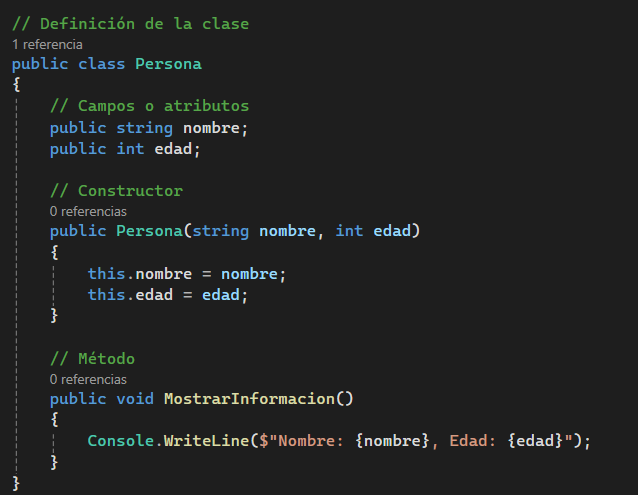 // Definición de la clase
1 referencia
public class Persona
{
// Campos o atributos
public string nombre;
public int edad;
// Constructor
0 referencias
public Persona(string nombre, int edad)
{
this.nombre = nombre;
this.edad = edad;
}
// Método
0 referencias
public void MostrarInformacion()
{
Console.WriteLine($"Nombre: {nombre}, Edad: {edad}");
}
}